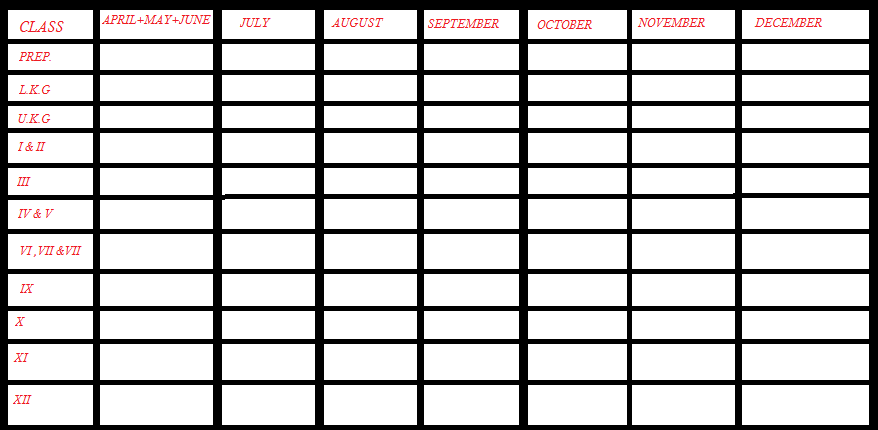 CLASS APRIL+MAY+JUNE JULY AUGUST SEPTEMBER OCTOBER NOVEMBER DECEMBER
PREP.
L.K.G
U.K.G
I & II
III
IV & V
VI ,VII &VII
IX
X
XI
XII